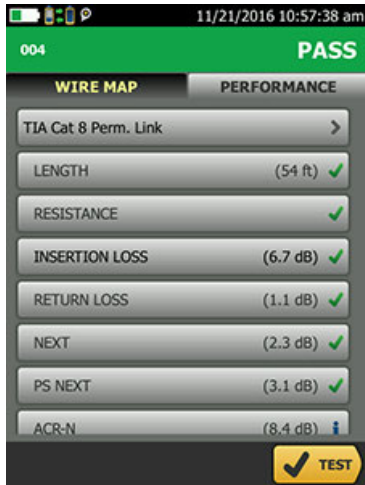 11/21/2016 10:57:38 am
004 PASS
WIRE MAP PERFORMANCE
TIA Cat 8 Perm. Link
LENGTH (54 ft)
RESISTANCE
INSERTION LOSS (6.7 dB)
RETURN LOSS (1.1 dB)
NEXT (2.3 dB)
PS NEXT (3.1 dB)
ACR-N (8.4 dB) i
TEST